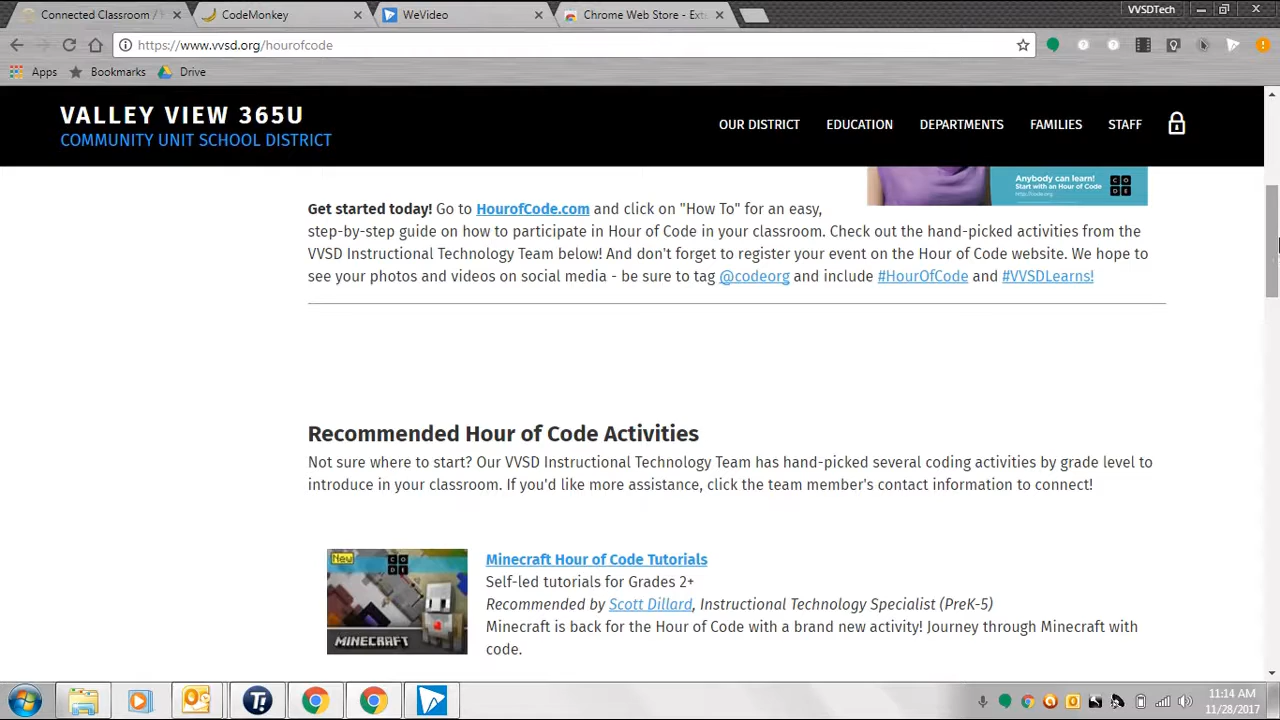 Connected Classroom /
CodeMonkey
WeVideo
Chrome Web Store - Ext
VVSDTech
https://www.vvsd.org/hourofcode
Apps
Bookmarks
Drive
VALLEY VIEW 365U
COMMUNITY UNIT SCHOOL DISTRICT
OUR DISTRICT
EDUCATION
DEPARTMENTS
FAMILIES
STAFF
Anybody can learn!
Start with an Hour of Code
http://code.org
CODE
Get started today! Go to HourofCode.com and click on "How To" for an easy,
step-by-step guide on how to participate in Hour of Code in your classroom. Check out the hand-picked activities from the
VVSD Instructional Technology Team below! And don't forget to register your event on the Hour of Code website. We hope to
see your photos and videos on social media - be sure to tag @codeorg and include #HourOfCode and #VVSDLearns!
Recommended Hour of Code Activities
Not sure where to start? Our VVSD Instructional Technology Team has hand-picked several coding activities by grade level to
introduce in your classroom. If you'd like more assistance, click the team member's contact information to connect!
New
CODE
MINECRAFT
Minecraft Hour of Code Tutorials
Self-led tutorials for Grades 2+
Recommended by Scott Dillard, Instructional Technology Specialist (PreK-5)
Minecraft is back for the Hour of Code with a brand new activity! Journey through Minecraft with
code.
11:14 AM
11/28/2017